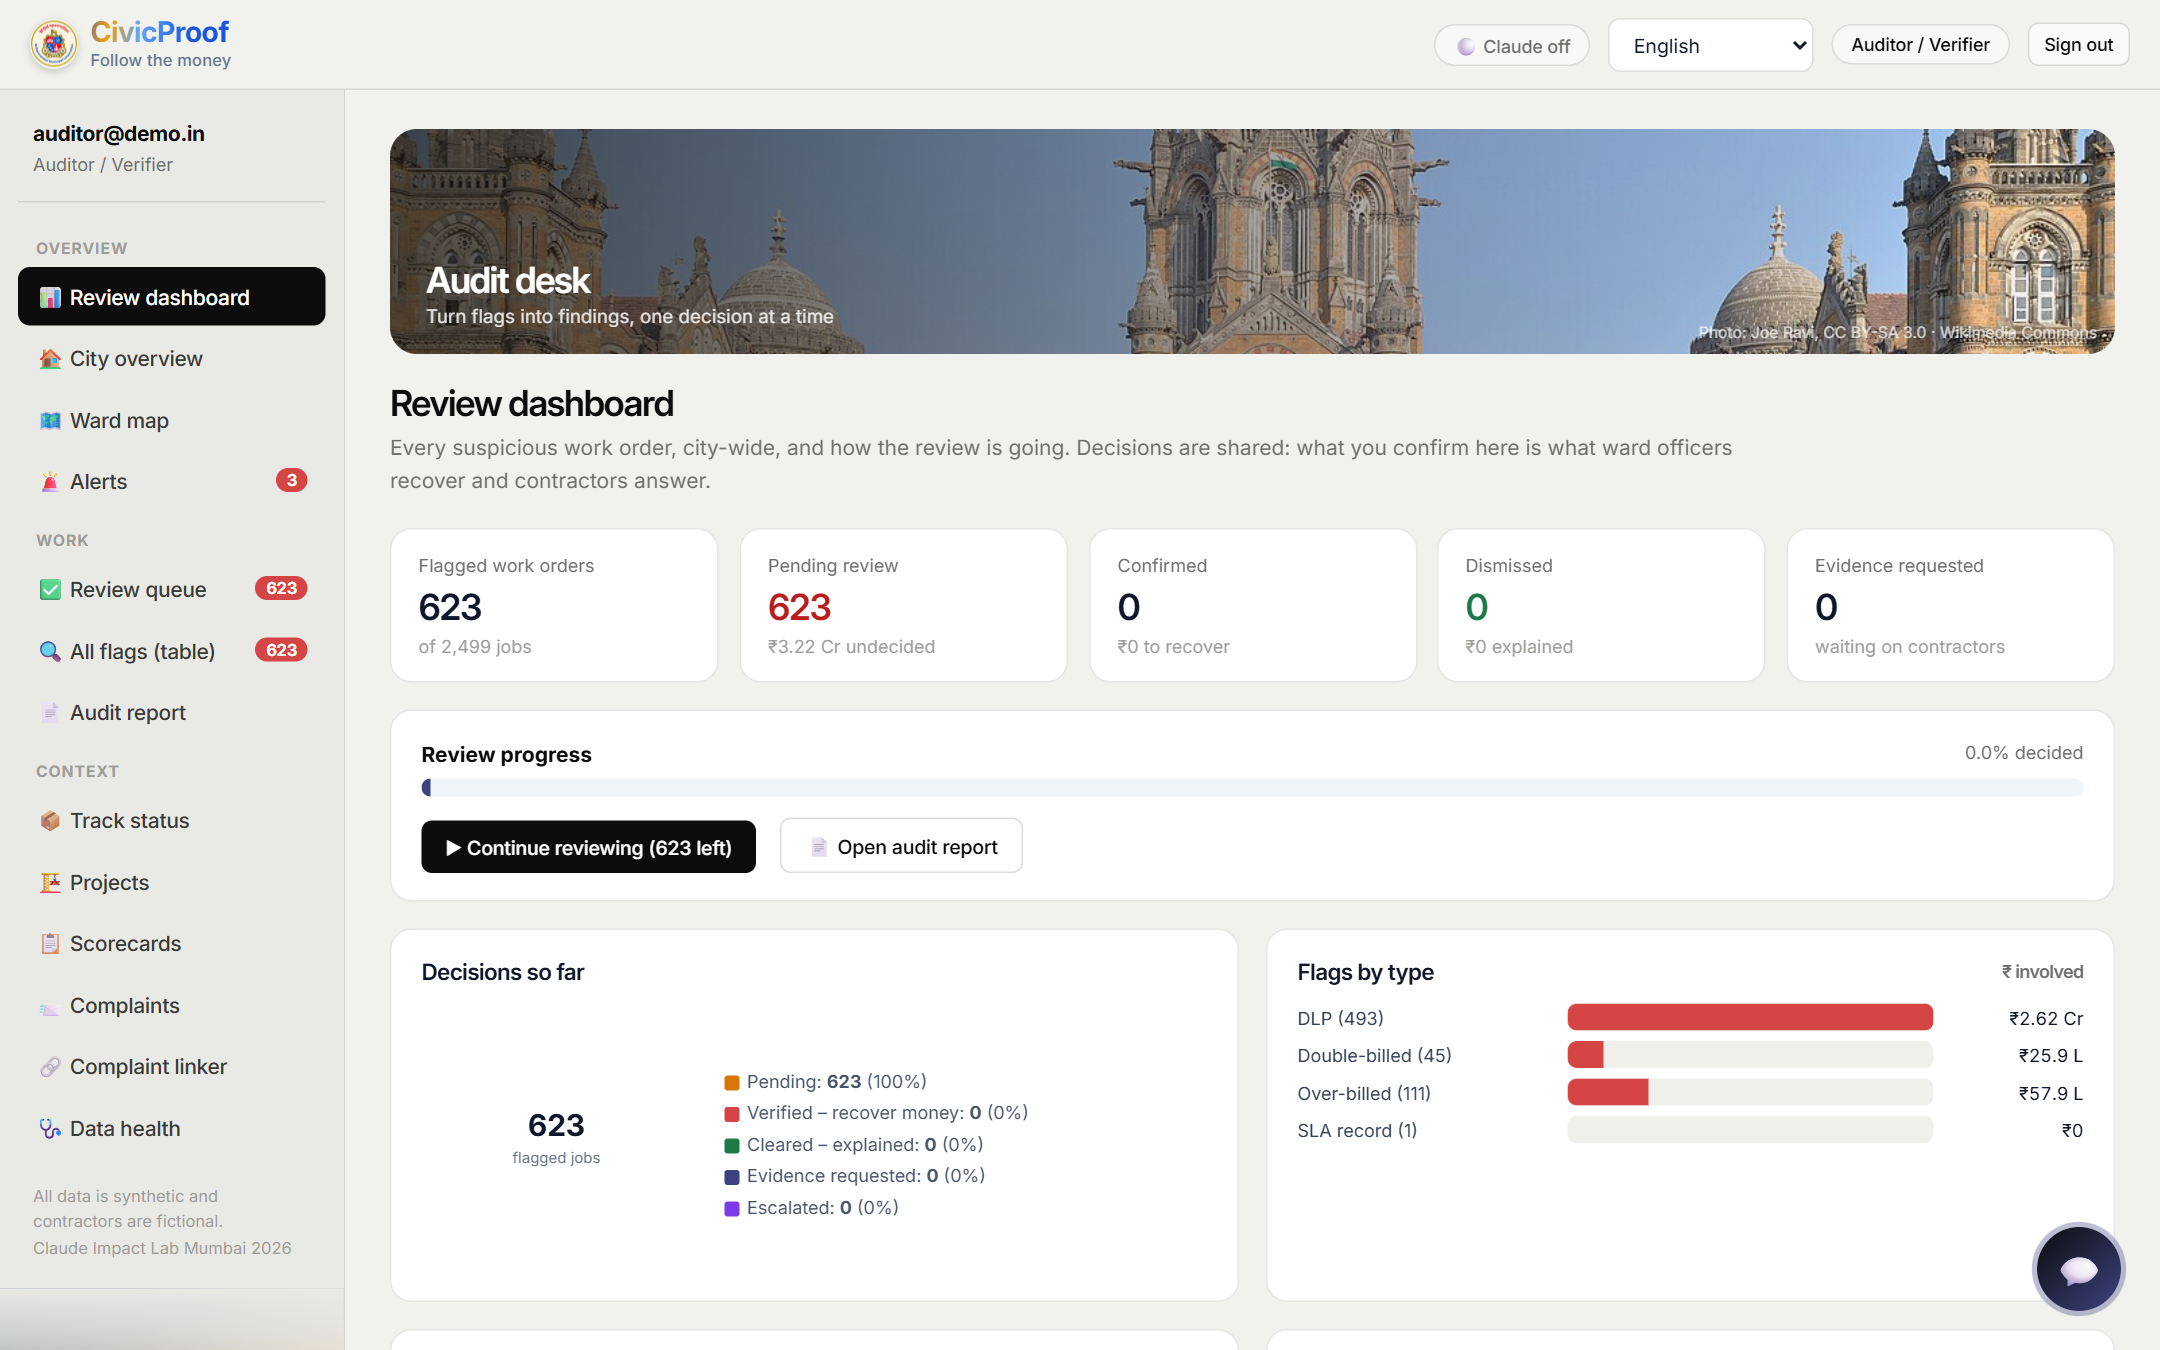 CivicProof
Follow the money
Claude off
English
Auditor / Verifier
Sign out
auditor@demo.in
Auditor / Verifier
OVERVIEW
Review dashboard
City overview
Ward map
Alerts 3
WORK
Review queue 623
All flags (table) 623
Audit report
CONTEXT
Track status
Projects
Scorecards
Complaints
Complaint linker
Data health
All data is synthetic and
contractors are fictional.
Claude Impact Lab Mumbai 2026
Audit desk
Turn flags into findings, one decision at a time
Photo: Joe Ravi, CC BY-SA 3.0 · Wikimedia Commons
Review dashboard
Every suspicious work order, city-wide, and how the review is going. Decisions are shared: what you confirm here is what ward officers
recover and contractors answer.
Flagged work orders
623
of 2,499 jobs
Pending review
623
₹3.22 Cr undecided
Confirmed
0
₹0 to recover
Dismissed
0
₹0 explained
Evidence requested
0
waiting on contractors
Review progress
0.0% decided
▶ Continue reviewing (623 left)
Open audit report
Decisions so far
623
flagged jobs
Pending: 623 (100%)
Verified – recover money: 0 (0%)
Cleared – explained: 0 (0%)
Evidence requested: 0 (0%)
Escalated: 0 (0%)
Flags by type
₹ involved
DLP (493) ₹2.62 Cr
Double-billed (45) ₹25.9 L
Over-billed (111) ₹57.9 L
SLA record (1) ₹0